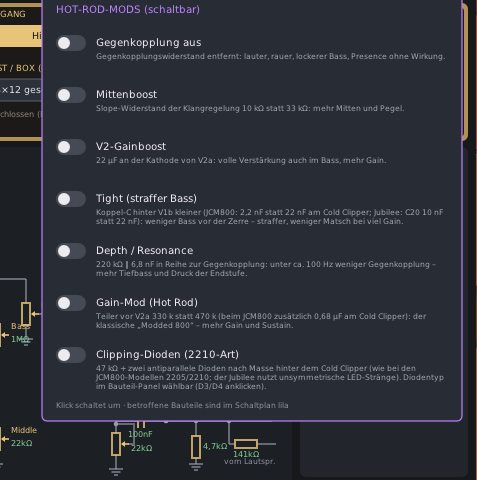 HOT-ROD-MODS (schaltbar)
GANG
Hi
ST / BOX (
×12 ges
chlossen (
Gegenkopplung aus
Gegenkopplungswiderstand entfernt: lauter, rauer, lockerer Bass, Presence ohne Wirkung.
Mittenboost
Slope-Widerstand der Klangregelung 10 kΩ statt 33 kΩ: mehr Mitten und Pegel.
V2-Gainboost
22 µF an der Kathode von V2a: volle Verstärkung auch im Bass, mehr Gain.
Tight (straffer Bass)
Koppel-C hinter V1b kleiner (JCM800: 2,2 nF statt 22 nF am Cold Clipper; Jubilee: C20 10 nF
statt 22 nF): weniger Bass vor der Zerre – straffer, weniger Matsch bei viel Gain.
Depth / Resonance
220 kΩ ∥ 6,8 nF in Reihe zur Gegenkopplung: unter ca. 100 Hz weniger Gegenkopplung –
mehr Tiefbass und Druck der Endstufe.
Gain-Mod (Hot Rod)
Teiler vor V2a 330 k statt 470 k (beim JCM800 zusätzlich 0,68 µF am Cold Clipper): der
klassische „Modded 800“ – mehr Gain und Sustain.
Clipping-Dioden (2210-Art)
47 kΩ + zwei antiparallele Dioden nach Masse hinter dem Cold Clipper (wie bei den
JCM800-Modellen 2205/2210; der Jubilee nutzt unsymmetrische LED-Stränge). Diodentyp
im Bauteil-Panel wählbar (D3/D4 anklicken).
Klick schaltet um · betroffene Bauteile sind im Schaltplan lila
Bass
1MΩ
Middle
22kΩ
100nF
22kΩ
4,7kΩ
141kΩ
vom Lautspr.